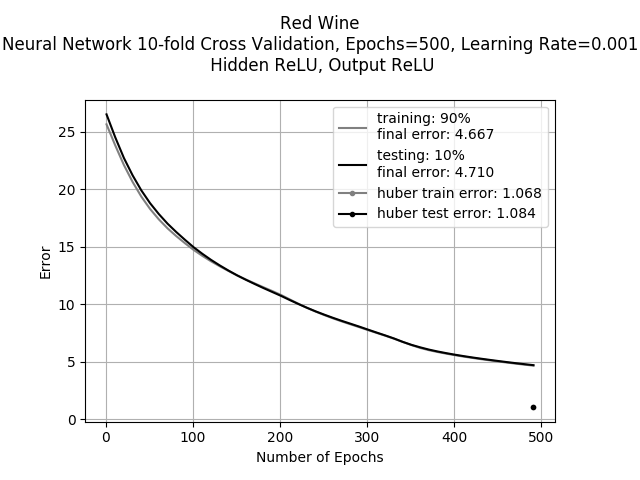 Red Wine
Neural Network 10-fold Cross Validation, Epochs=500, Learning Rate=0.001
Hidden ReLU, Output ReLU
training: 90%
final error: 4.667
testing: 10%
final error: 4.710
huber train error: 1.068
huber test error: 1.084
Error
25
20
15
10
5
0
0 100 200 300 400 500
Number of Epochs